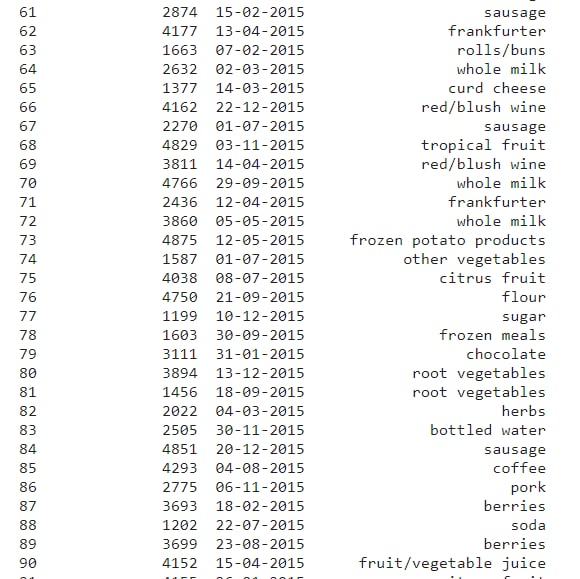 61 2874 15-02-2015 sausage
62 4177 13-04-2015 frankfurter
63 1663 07-02-2015 rolls/buns
64 2632 02-03-2015 whole milk
65 1377 14-03-2015 curd cheese
66 4162 22-12-2015 red/blush wine
67 2270 01-07-2015 sausage
68 4829 03-11-2015 tropical fruit
69 3811 14-04-2015 red/blush wine
70 4766 29-09-2015 whole milk
71 2436 12-04-2015 frankfurter
72 3860 05-05-2015 whole milk
73 4875 12-05-2015 frozen potato products
74 1587 01-07-2015 other vegetables
75 4038 08-07-2015 citrus fruit
76 4750 21-09-2015 flour
77 1199 10-12-2015 sugar
78 1603 30-09-2015 frozen meals
79 3111 31-01-2015 chocolate
80 3894 13-12-2015 root vegetables
81 1456 18-09-2015 root vegetables
82 2022 04-03-2015 herbs
83 2505 30-11-2015 bottled water
84 4851 20-12-2015 sausage
85 4293 04-08-2015 coffee
86 2775 06-11-2015 pork
87 3693 18-02-2015 berries
88 1202 22-07-2015 soda
89 3699 23-08-2015 berries
90 4152 15-04-2015 fruit/vegetable juice